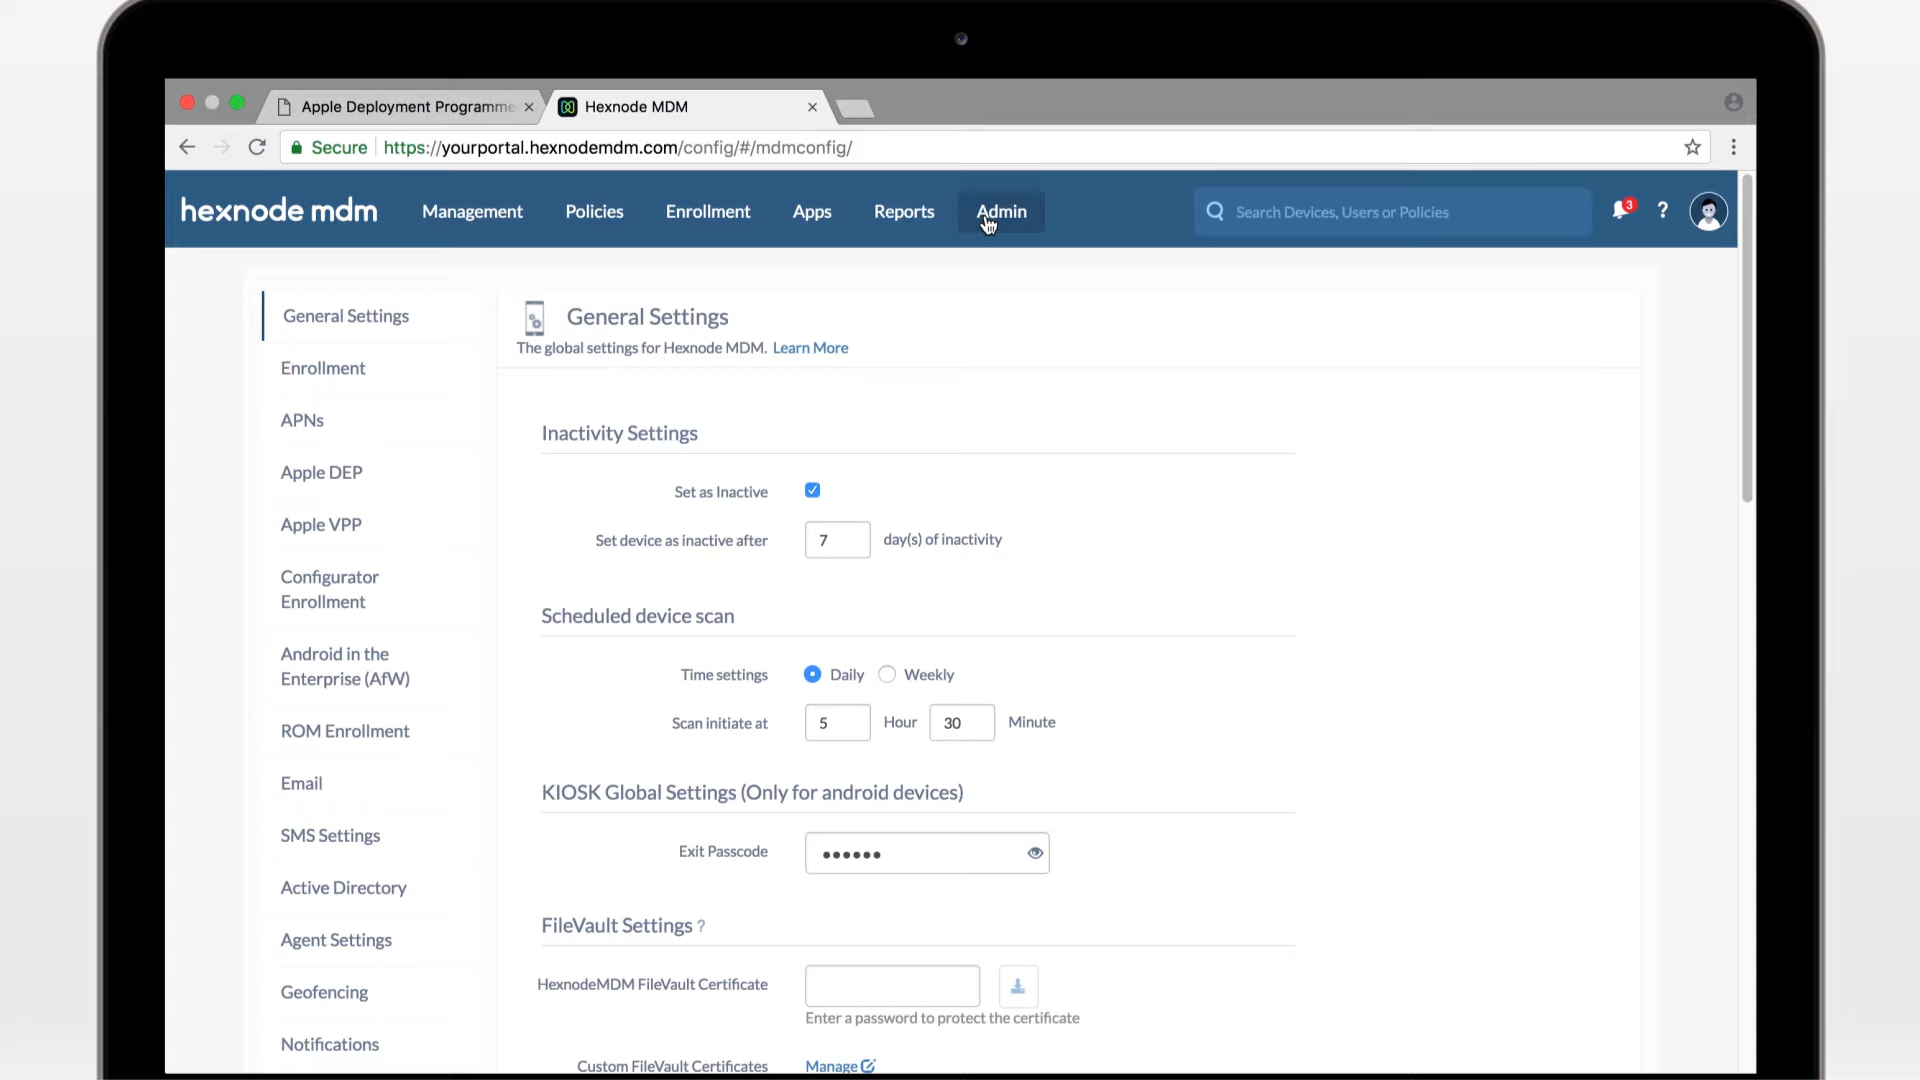 Apple Deployment Programme
Hexnode MDM
Secure
https://yourportal.hexnodemdm.com/config/#/mdmconfig/
hexnode mdm
Management
Policies
Enrollment
Apps
Reports
Admin
Search Devices, Users or Policies
3
?
General Settings
Enrollment
APNs
Apple DEP
Apple VPP
Configurator
Enrollment
Android in the
Enterprise (AfW)
ROM Enrollment
Email
SMS Settings
Active Directory
Agent Settings
Geofencing
Notifications
General Settings
The global settings for Hexnode MDM. Learn More
Inactivity Settings
Set as Inactive
Set device as inactive after 7 day(s) of inactivity
Scheduled device scan
Time settings Daily Weekly
Scan initiate at 5 Hour 30 Minute
KIOSK Global Settings (Only for android devices)
Exit Passcode ••••••
FileVault Settings ?
HexnodeMDM FileVault Certificate
Enter a password to protect the certificate
Custom FileVault Certificates Manage